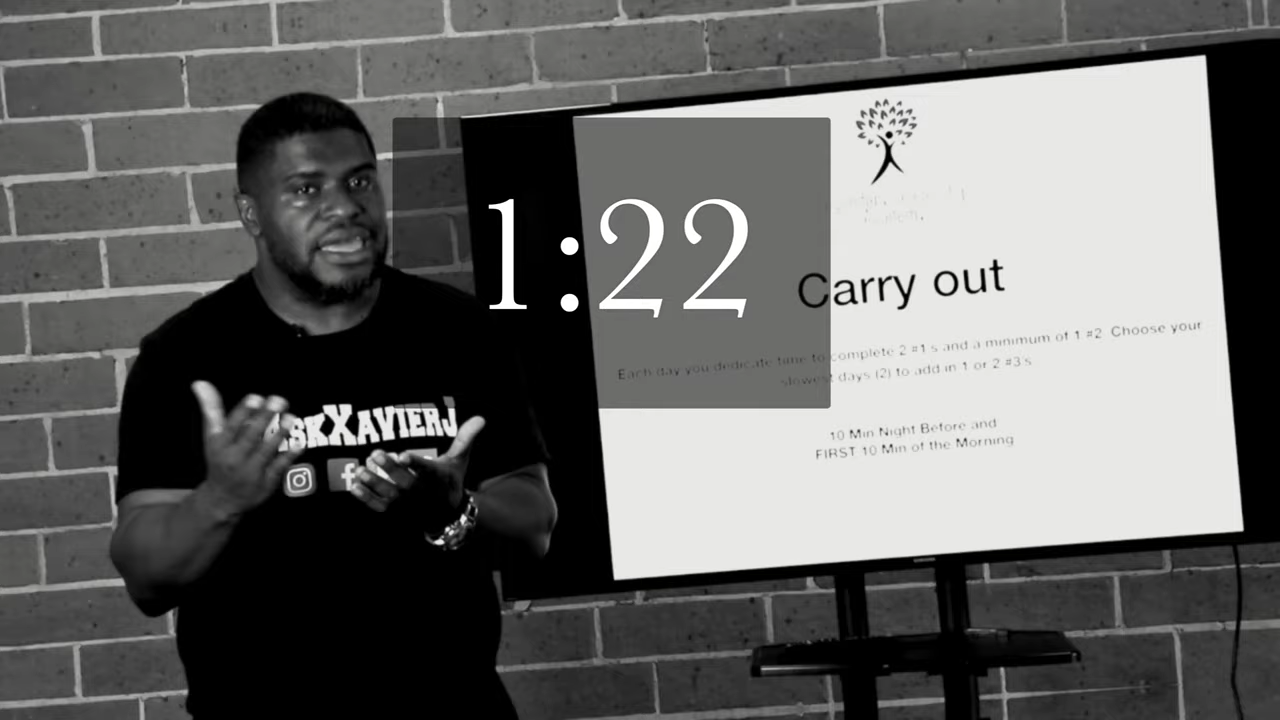 1:22
ASKXAVIERJ
Carry out
Each day you dedicate time to complete 2 #1's and a minimum of 1 #2. Choose your
slowest days (2) to add in 1 or 2 #3's
10 Min Night Before and
FIRST 10 Min of the Morning